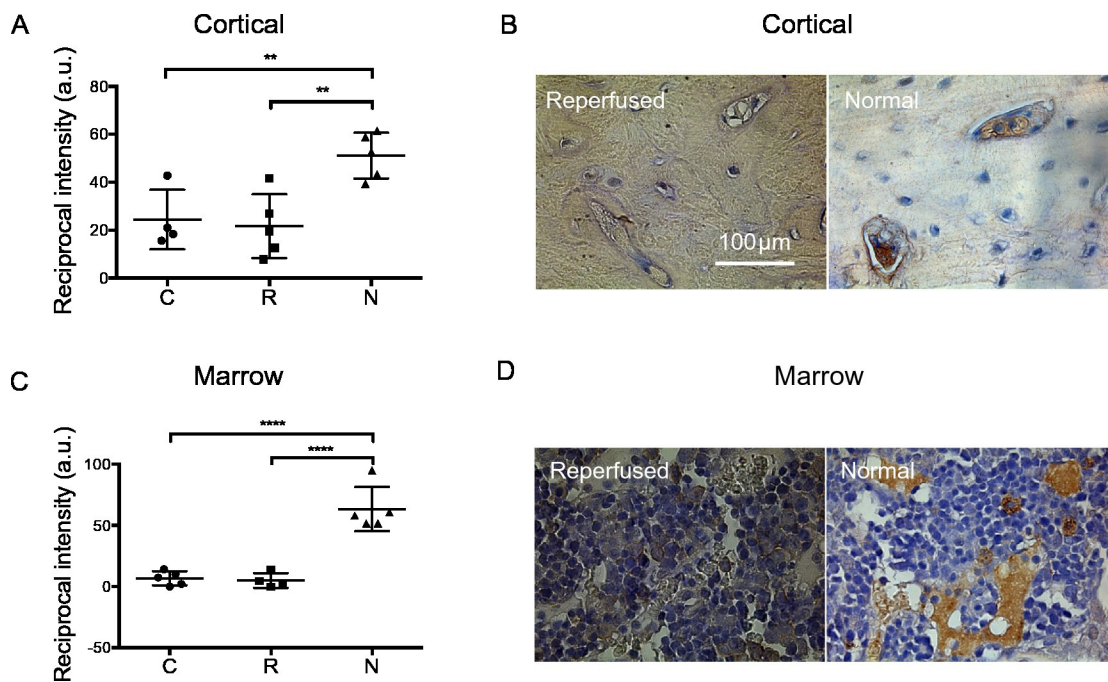 A
Cortical
Reciprocal intensity (a.u.)
**
**
80
60
40
20
0
C
R
N
B
Cortical
Reperfused
Normal
100µm
C
Marrow
Reciprocal intensity (a.u.)
****
****
100
50
0
-50
C
R
N
D
Marrow
Reperfused
Normal